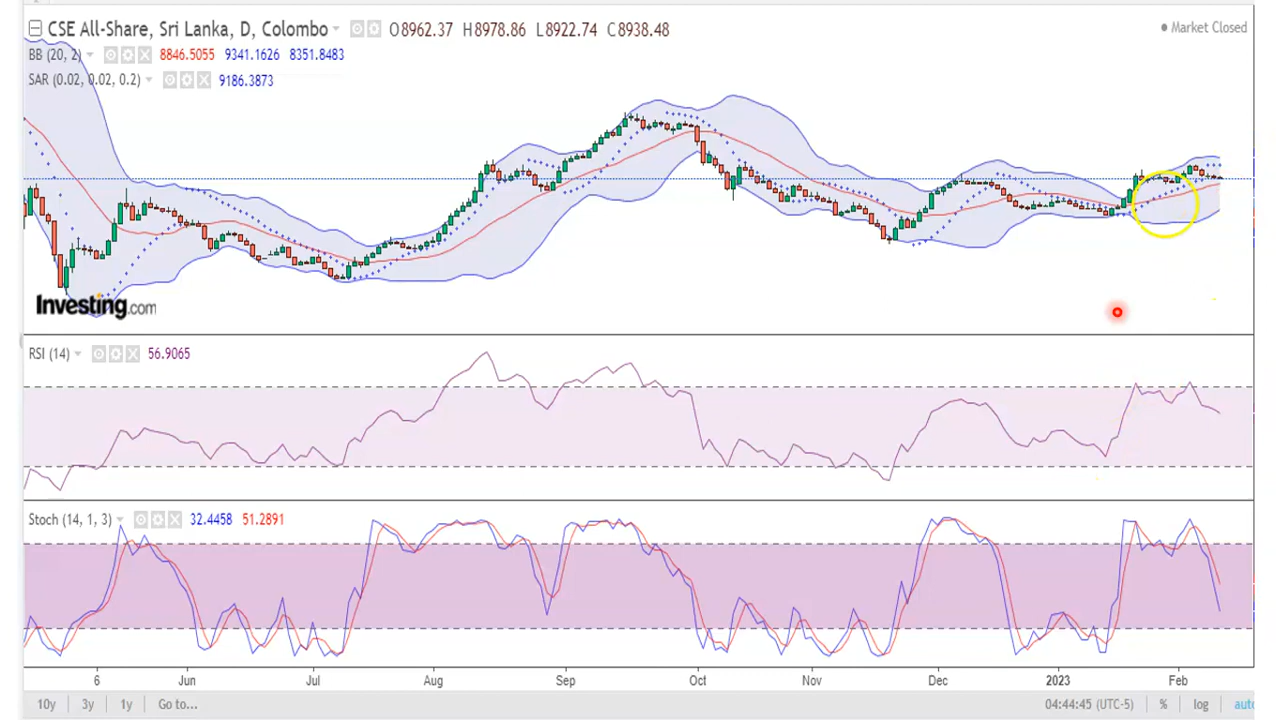 CSE All-Share, Sri Lanka, D, Colombo O8962.37 H8978.86 L8922.74 C8938.48 Market Closed
BB (20, 2) 8846.5055 9341.1626 8351.8483
SAR (0.02, 0.02, 0.2) 9186.3873
Investing.com
RSI (14) 56.9065
Stoch (14, 1, 3) 32.4458 51.2891
6 Jun Jul Aug Sep Oct Nov Dec 2023 Feb
10y 3y 1y Go to... 04:44:45 (UTC-5) % log auto